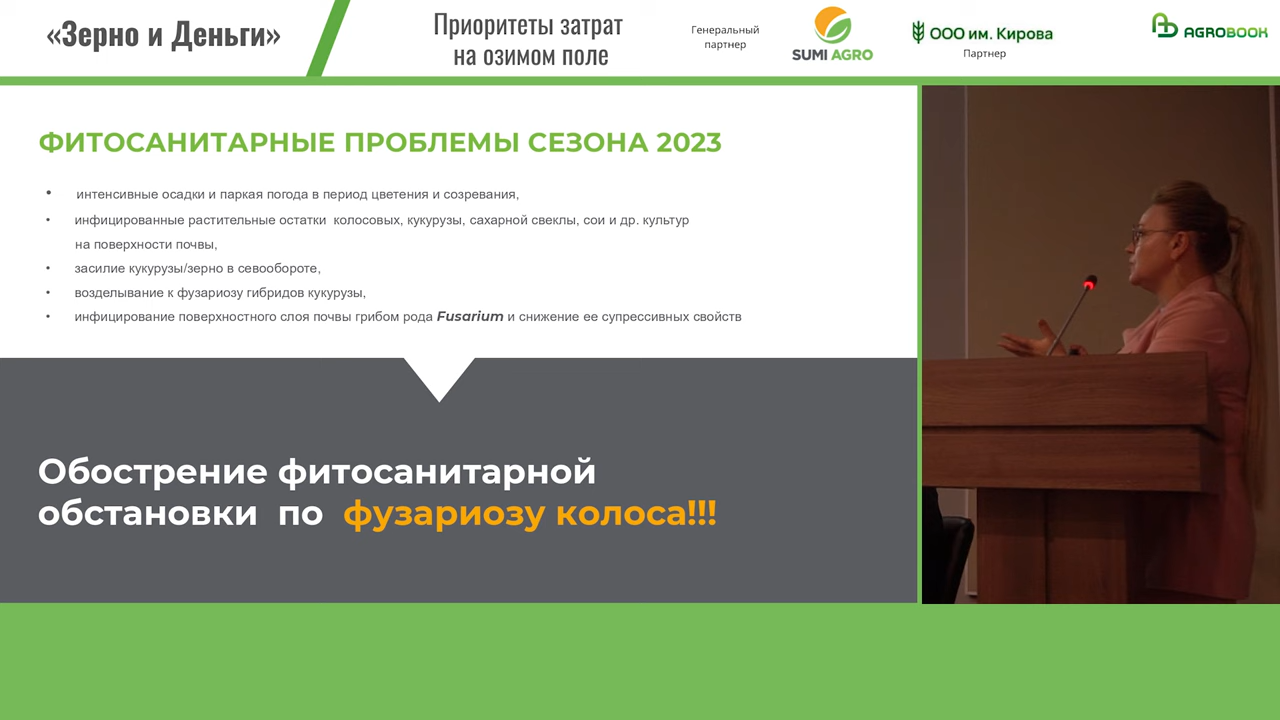 «Зерно и Деньги»
Приоритеты затрат
на озимом поле
Генеральный
партнер
SUMI AGRO
ООО им. Кирова
Партнер
AGROBOOK
ФИТОСАНИТАРНЫЕ ПРОБЛЕМЫ СЕЗОНА 2023
• интенсивные осадки и паркая погода в период цветения и созревания,
• инфицированные растительные остатки колосовых, кукурузы, сахарной свеклы, сои и др. культур
на поверхности почвы,
• засилие кукурузы/зерно в севообороте,
• возделывание к фузариозу гибридов кукурузы,
• инфицирование поверхностного слоя почвы грибом рода Fusarium и снижение ее супрессивных свойств
Обострение фитосанитарной
обстановки по фузариозу колоса!!!